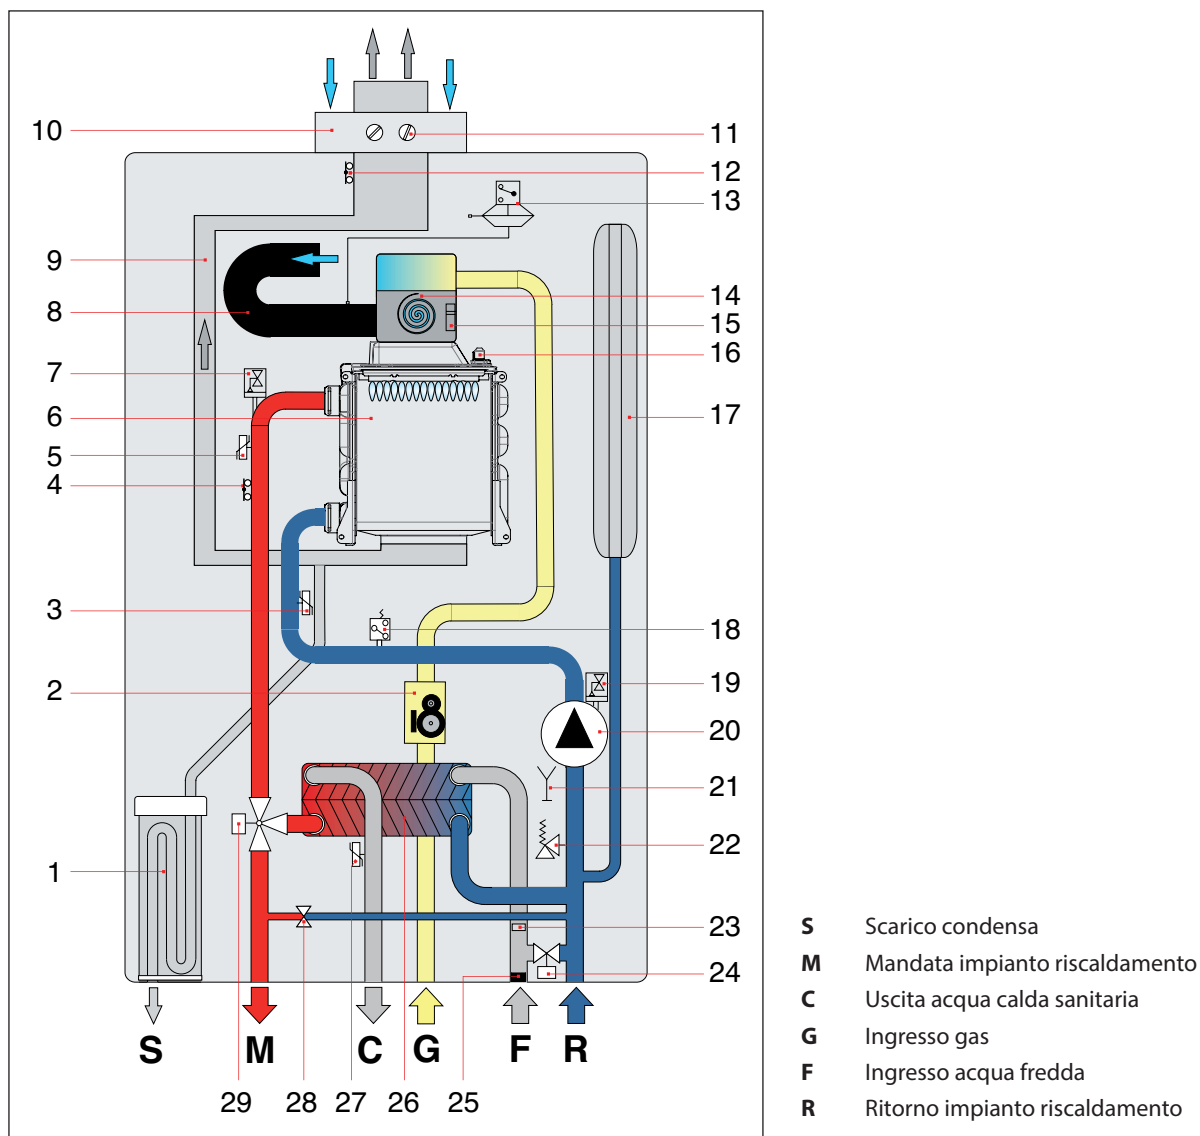 10
11
12
13
9
8
14
15
16
7
6
17
5
4
3
18
2
19
20
21
22
1
23
24
S
M
C
G
F
R
29
28
27
26
25
S Scarico condensa
M Mandata impianto riscaldamento
C Uscita acqua calda sanitaria
G Ingresso gas
F Ingresso acqua fredda
R Ritorno impianto riscaldamento